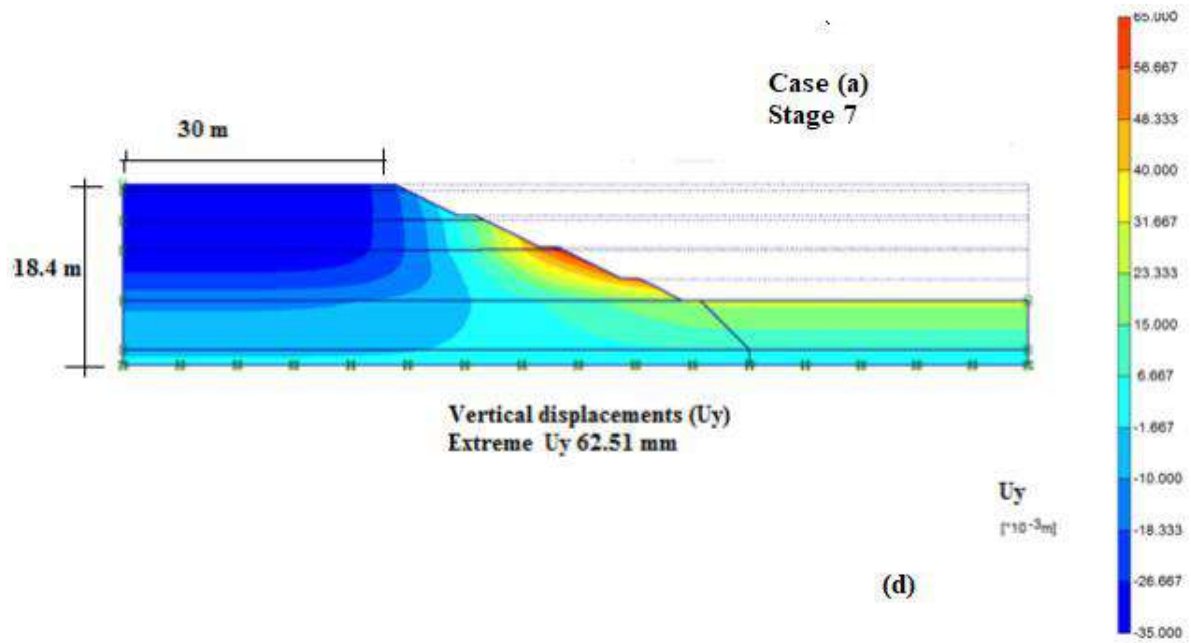 65.000
56.667
48.333
40.000
31.667
23.333
15.000
6.667
-1.667
-10.000
-18.333
-26.667
-35.000
Case (a)
Stage 7
30 m
18.4 m
Vertical displacements (Uy)
Extreme Uy 62.51 mm
Uy
[*10-3m]
(d)